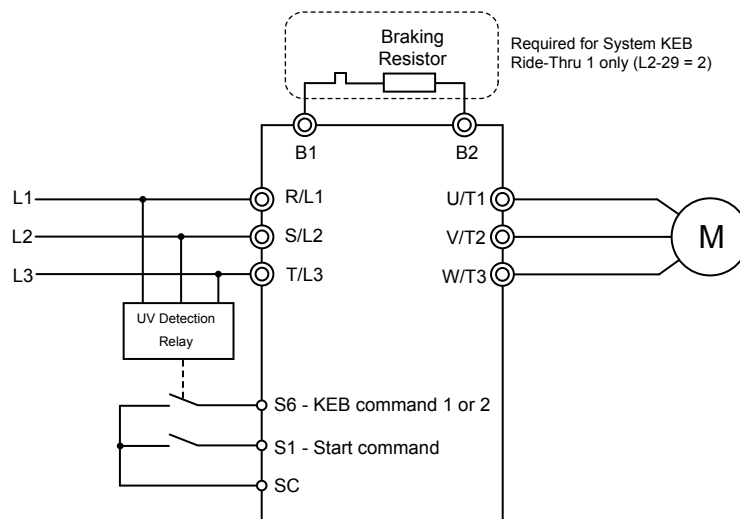 Braking
Resistor
Required for System KEB
Ride-Thru 1 only (L2-29 = 2)
B1
B2
L1
R/L1
U/T1
L2
S/L2
V/T2
M
L3
T/L3
W/T3
UV Detection
Relay
S6 - KEB command 1 or 2
S1 - Start command
SC